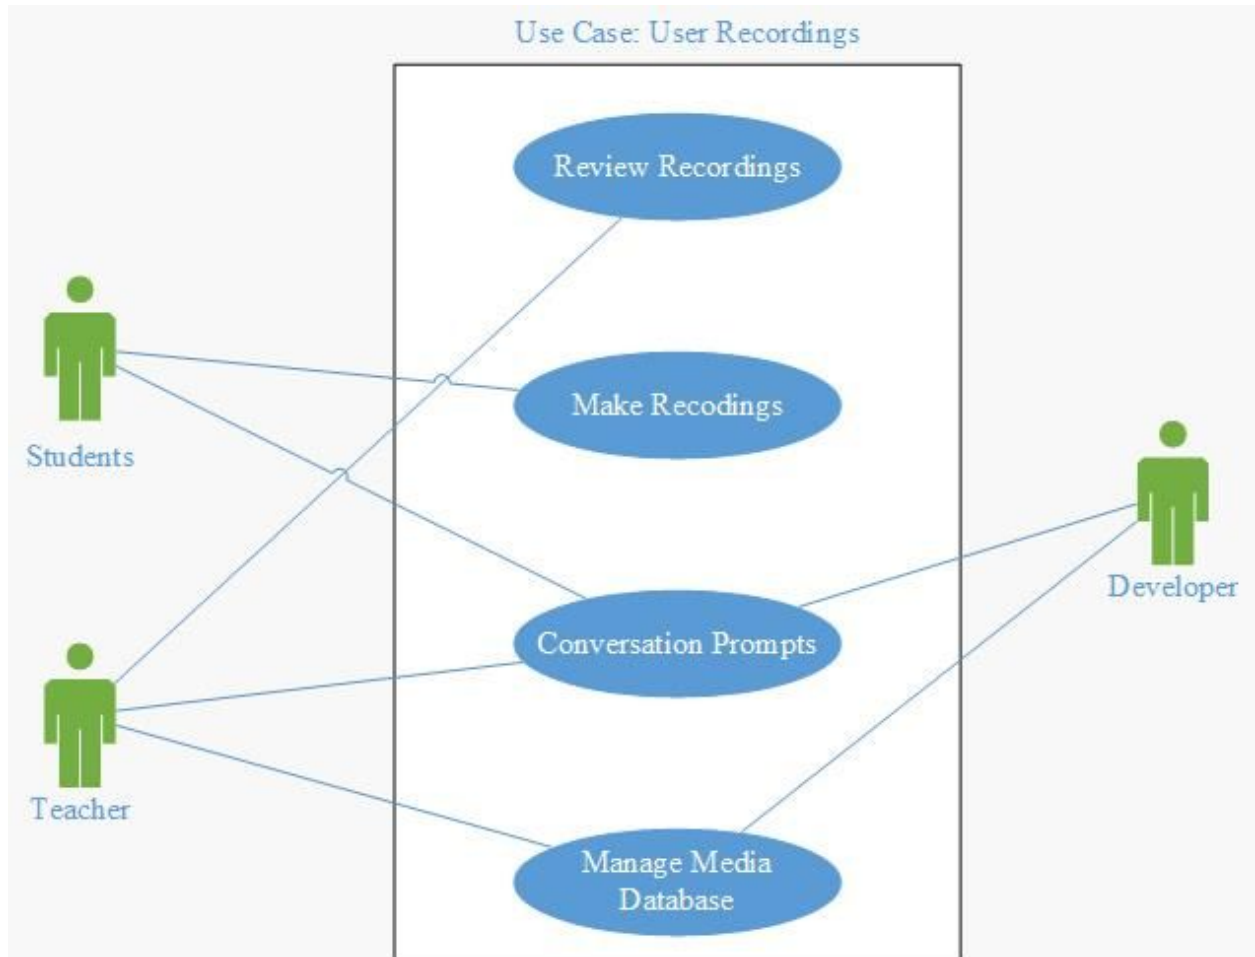 Use Case: User Recordings
Review Recordings
Make Recodings
Students
Developer
Conversation Prompts
Teacher
Manage Media
Database